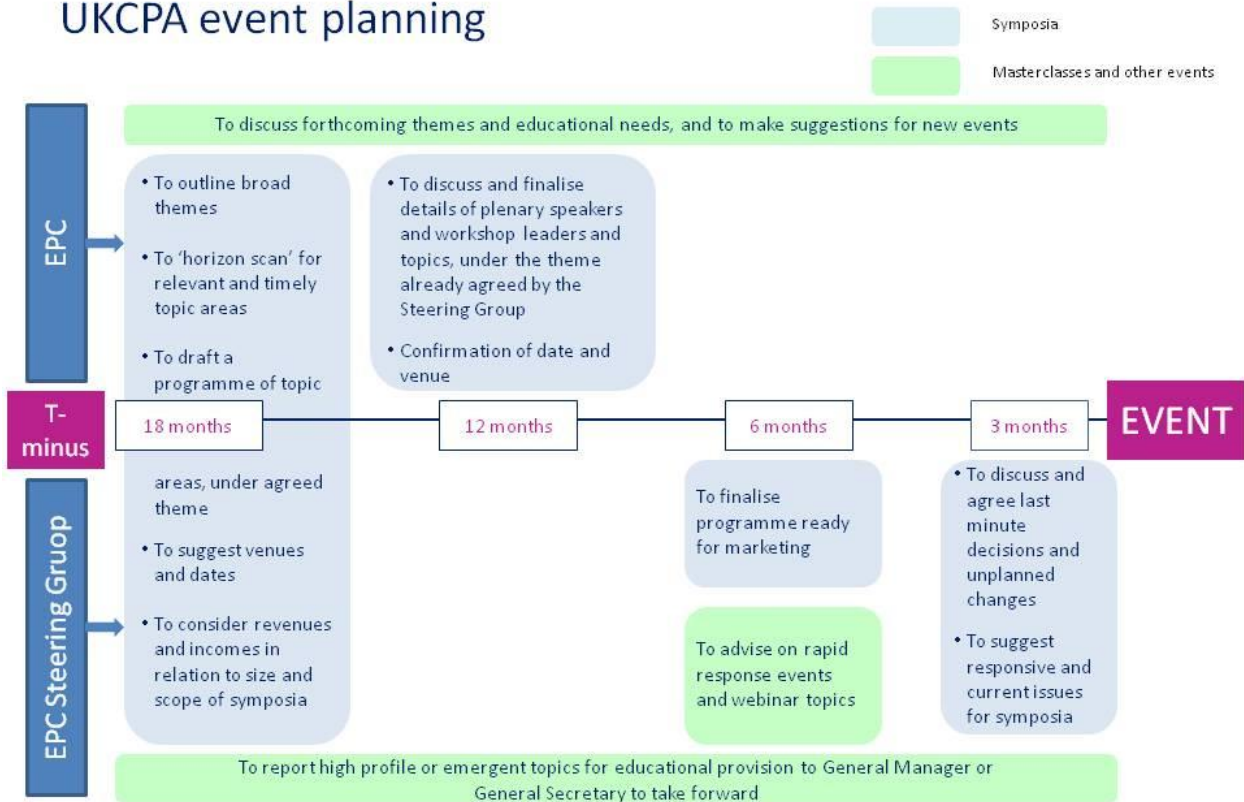 UKCPA event planning
Symposia
Masterclasses and other events
EPC
To discuss forthcoming themes and educational needs, and to make suggestions for new events
• To outline broad
themes
• To 'horizon scan' for
relevant and timely
topic areas
• To draft a
programme of topic
• To discuss and finalise
details of plenary speakers
and workshop leaders and
topics, under the theme
already agreed by the
Steering Group
• Confirmation of date and
venue
T-
minus
18 months
12 months
6 months
3 months
EVENT
EPC Steering Gruop
areas, under agreed
theme
• To suggest venues
and dates
• To consider revenues
and incomes in
relation to size and
scope of symposia
To finalise
programme ready
for marketing
To advise on rapid
response events
and webinar topics
• To discuss and
agree last
minute
decisions and
unplanned
changes
• To suggest
responsive and
current issues
for symposia
To report high profile or emergent topics for educational provision to General Manager or
General Secretary to take forward